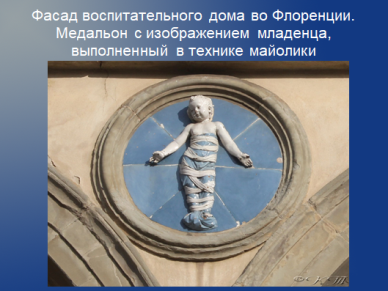 Фасад воспитательного дома во Флоренции.
Медальон с изображением младенца,
выполненный в технике майолики